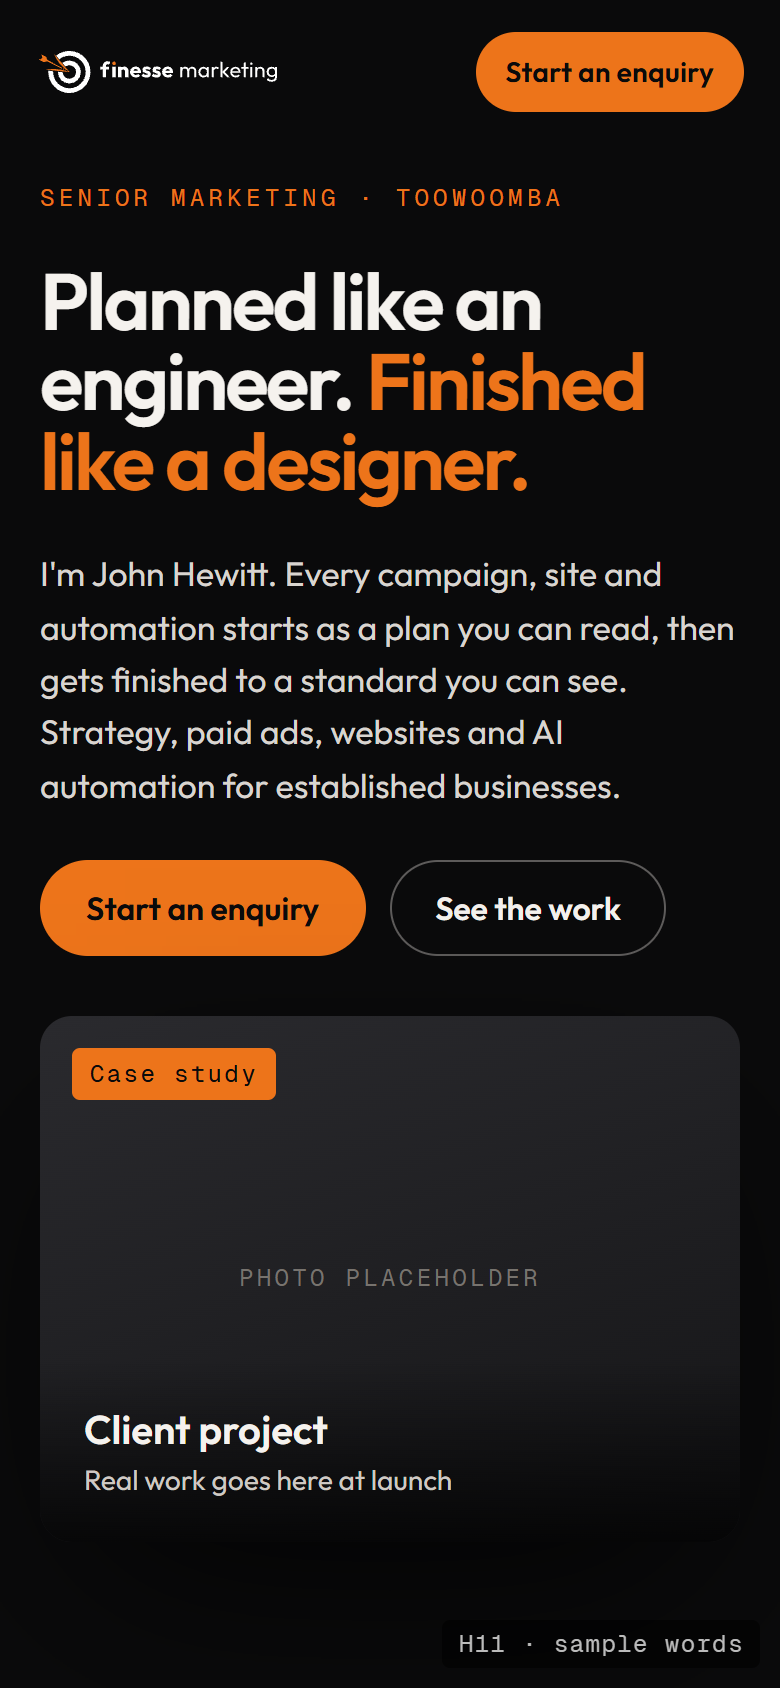 finesse marketing
Start an enquiry
SENIOR MARKETING · TOOWOOMBA
Planned like an
engineer. Finished
like a designer.
I'm John Hewitt. Every campaign, site and
automation starts as a plan you can read, then
gets finished to a standard you can see.
Strategy, paid ads, websites and AI
automation for established businesses.
Start an enquiry
See the work
Case study
PHOTO PLACEHOLDER
Client project
Real work goes here at launch
H11 · sample words